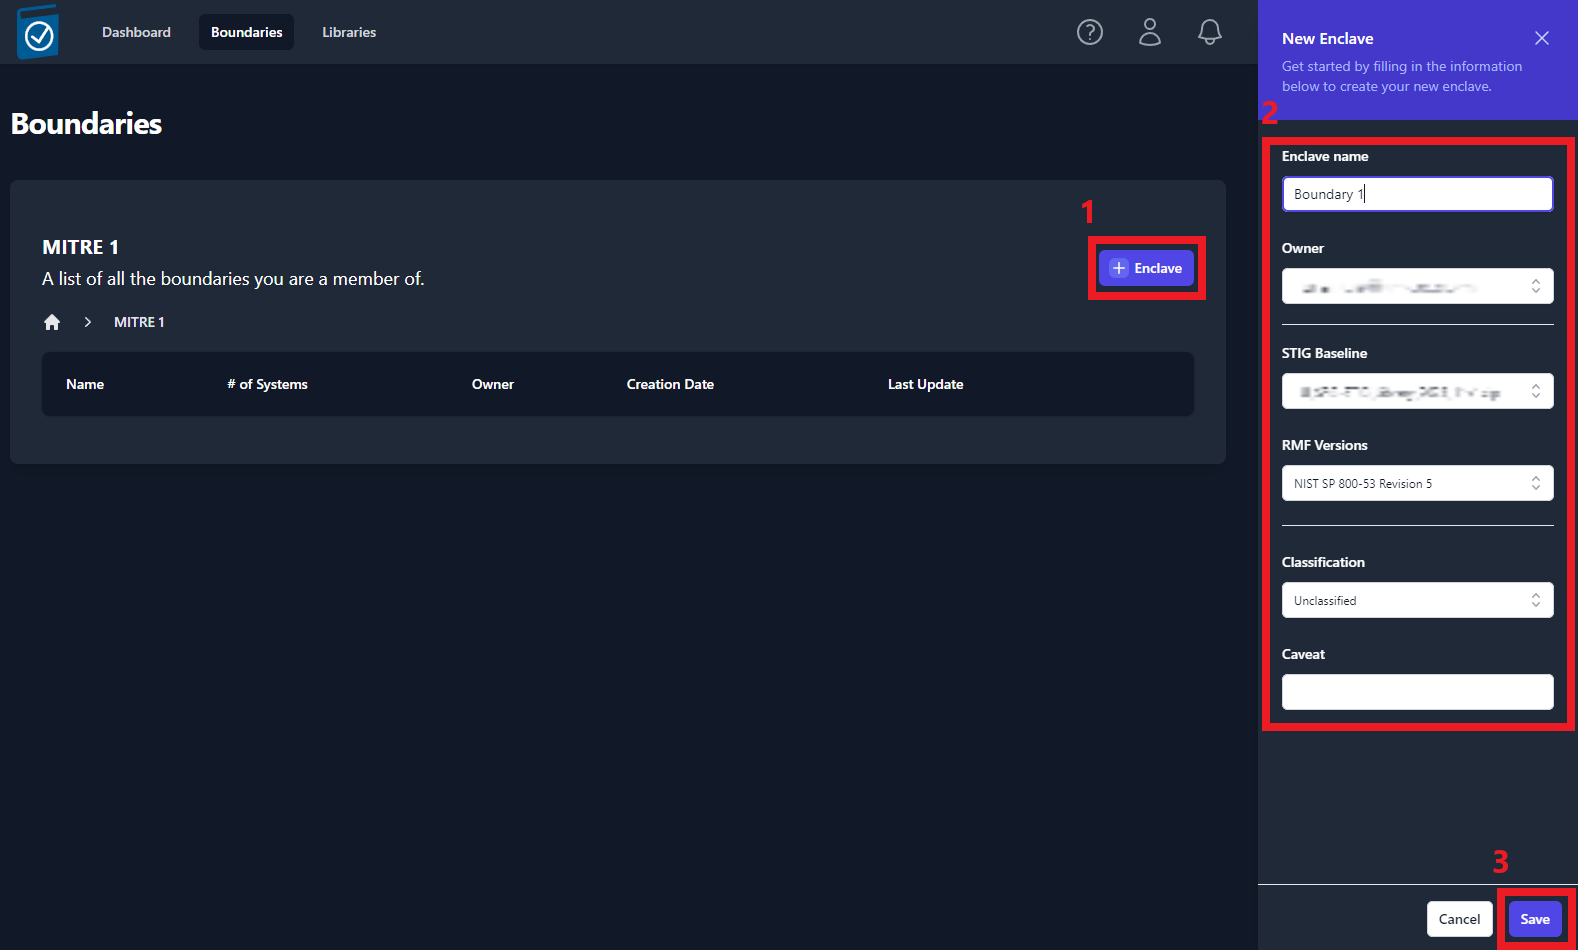 Dashboard
Boundaries
Libraries
?
Boundaries
MITRE 1
A list of all the boundaries you are a member of.
1
Enclave
MITRE 1
Name # of Systems Owner Creation Date Last Update
New Enclave
Get started by filling in the information
below to create your new enclave.
2
Enclave name
Boundary 1
Owner
STIG Baseline
RMF Versions
NIST SP 800-53 Revision 5
Classification
Unclassified
Caveat
3
Cancel
Save